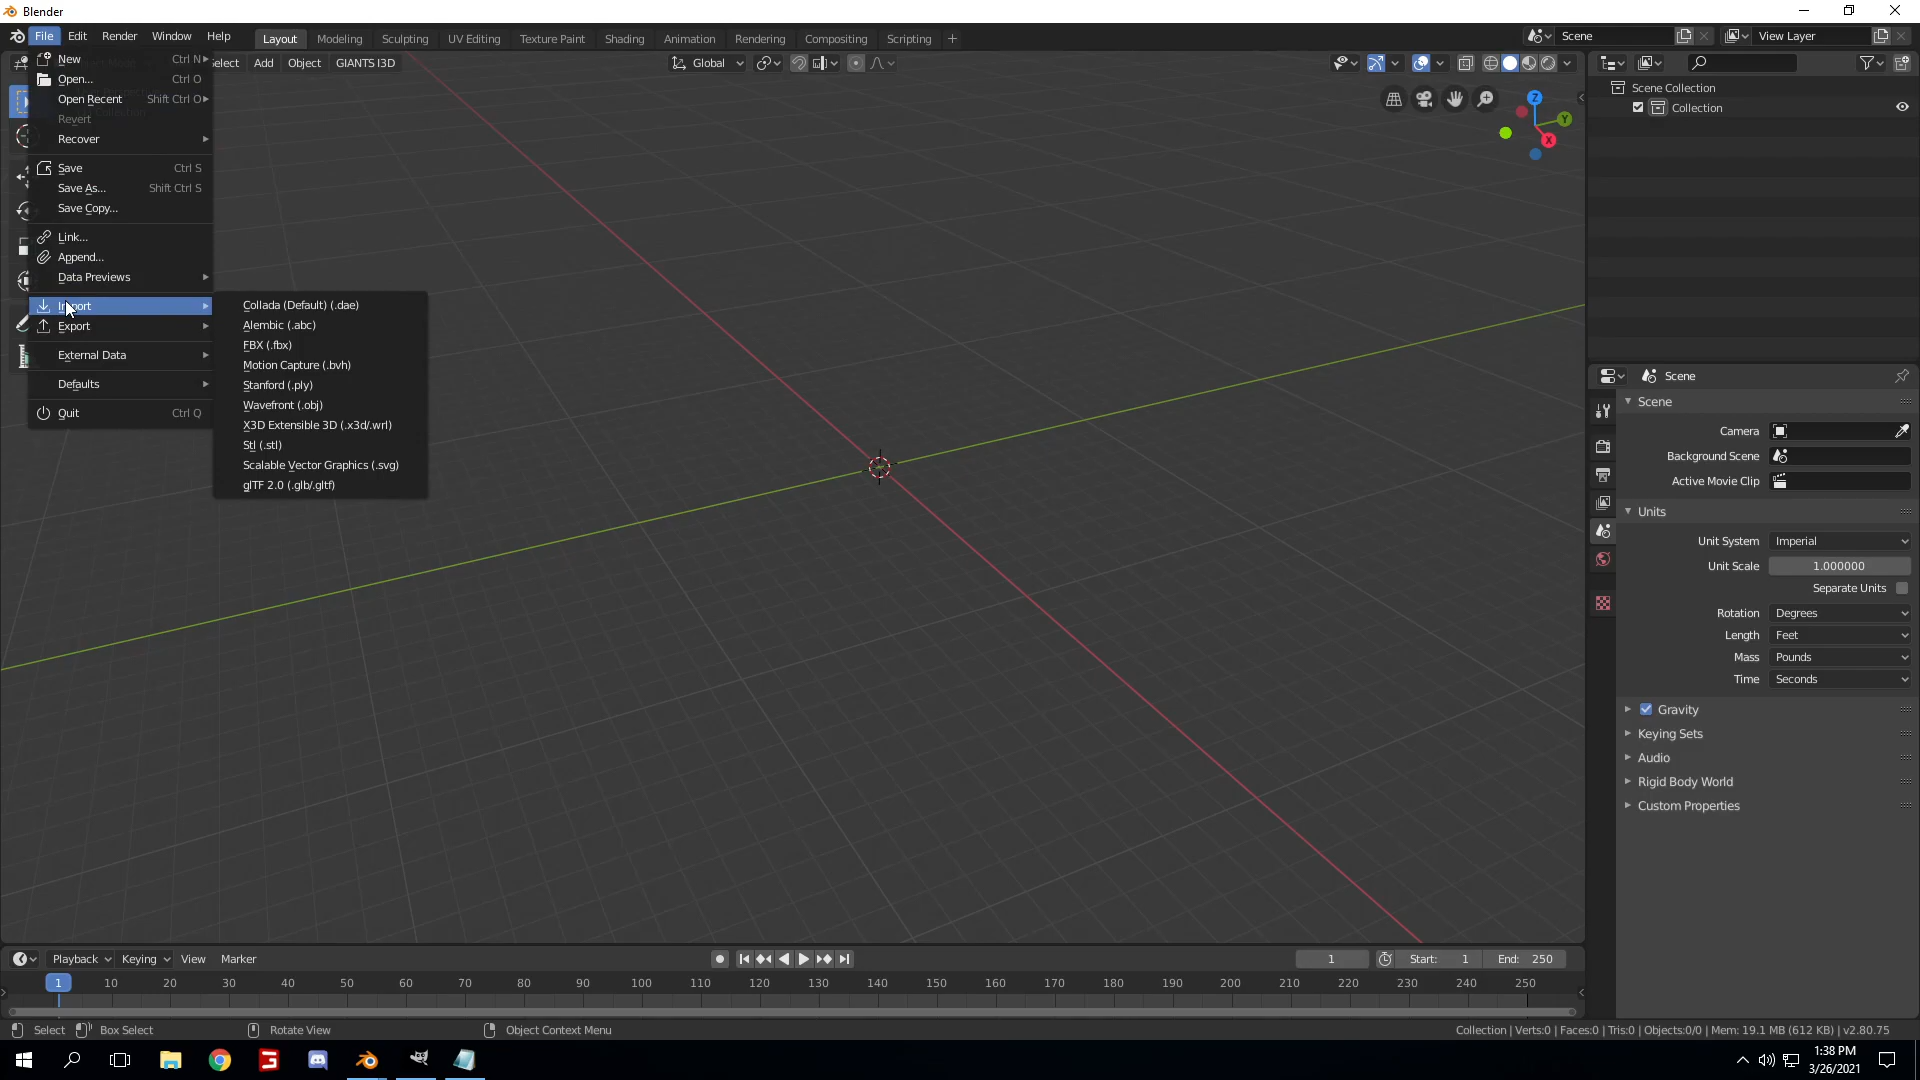 Blender
File Edit Render Window Help Layout Modeling Sculpting UV Editing Texture Paint Shading Animation Rendering Compositing Scripting + Scene View Layer
Select Add Object GIANTS I3D Global
New Ctrl N
Open... Ctrl O
Open Recent Shift Ctrl O
Revert
Recover
Save Ctrl S
Save As... Shift Ctrl S
Save Copy...
Link...
Append...
Data Previews
Import
Export
External Data
Defaults
Quit Ctrl Q
Collada (Default) (.dae)
Alembic (.abc)
FBX (.fbx)
Motion Capture (.bvh)
Stanford (.ply)
Wavefront (.obj)
X3D Extensible 3D (.x3d/.wrl)
Stl (.stl)
Scalable Vector Graphics (.svg)
glTF 2.0 (.glb/.gltf)
Z
Y
X
Scene Collection
Collection
Scene
Scene
Camera
Background Scene
Active Movie Clip
Units
Unit System Imperial
Unit Scale 1.000000
Separate Units
Rotation Degrees
Length Feet
Mass Pounds
Time Seconds
Gravity
Keying Sets
Audio
Rigid Body World
Custom Properties
Playback Keying View Marker 1 Start: 1 End: 250
1 10 20 30 40 50 60 70 80 90 100 110 120 130 140 150 160 170 180 190 200 210 220 230 240 250
Select Box Select Rotate View Object Context Menu Collection | Verts:0 | Faces:0 | Tris:0 | Objects:0/0 | Mem: 19.1 MB (612 KB) | v2.80.75
1:38 PM
3/26/2021